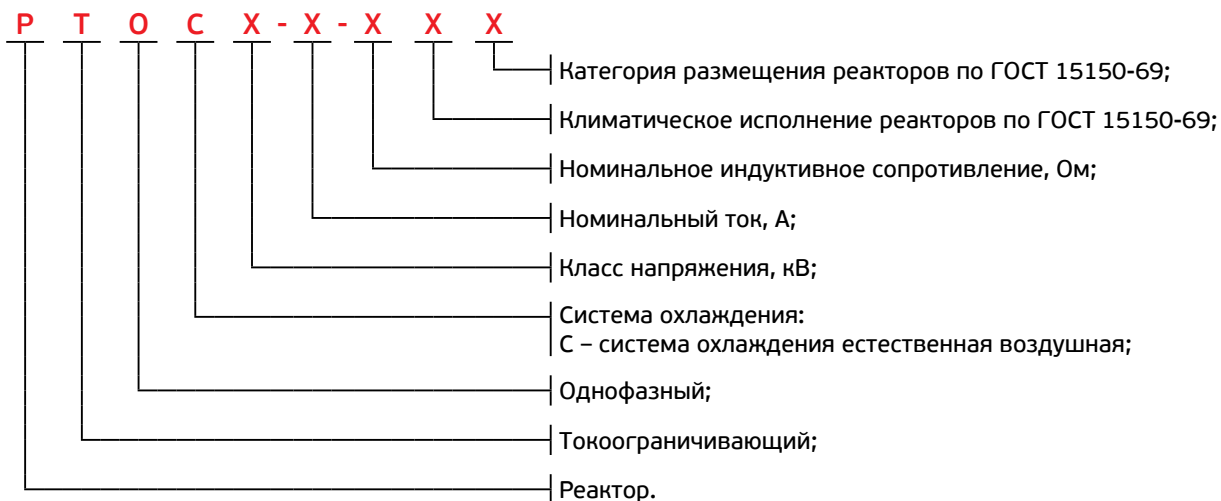 Р Т О С Х - Х - Х Х Х
Категория размещения реакторов по ГОСТ 15150-69;
Климатическое исполнение реакторов по ГОСТ 15150-69;
Номинальное индуктивное сопротивление, Ом;
Номинальный ток, А;
Класс напряжения, кВ;
Система охлаждения:
С – система охлаждения естественная воздушная;
Однофазный;
Токоограничивающий;
Реактор.